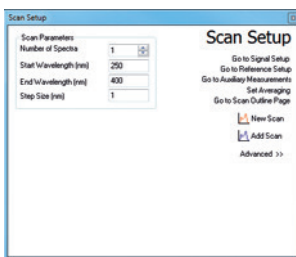 Scan Setup
Scan Parameters
Number of Spectra 1
Start Wavelength (nm) 250
End Wavelength (nm) 400
Step Size (nm) 1
Scan Setup
Go to Signal Setup
Go to Reference Setup
Go to Auxiliary Measurements
Set Averaging
Go to Scan Outline Page
New Scan
Add Scan
Advanced >>